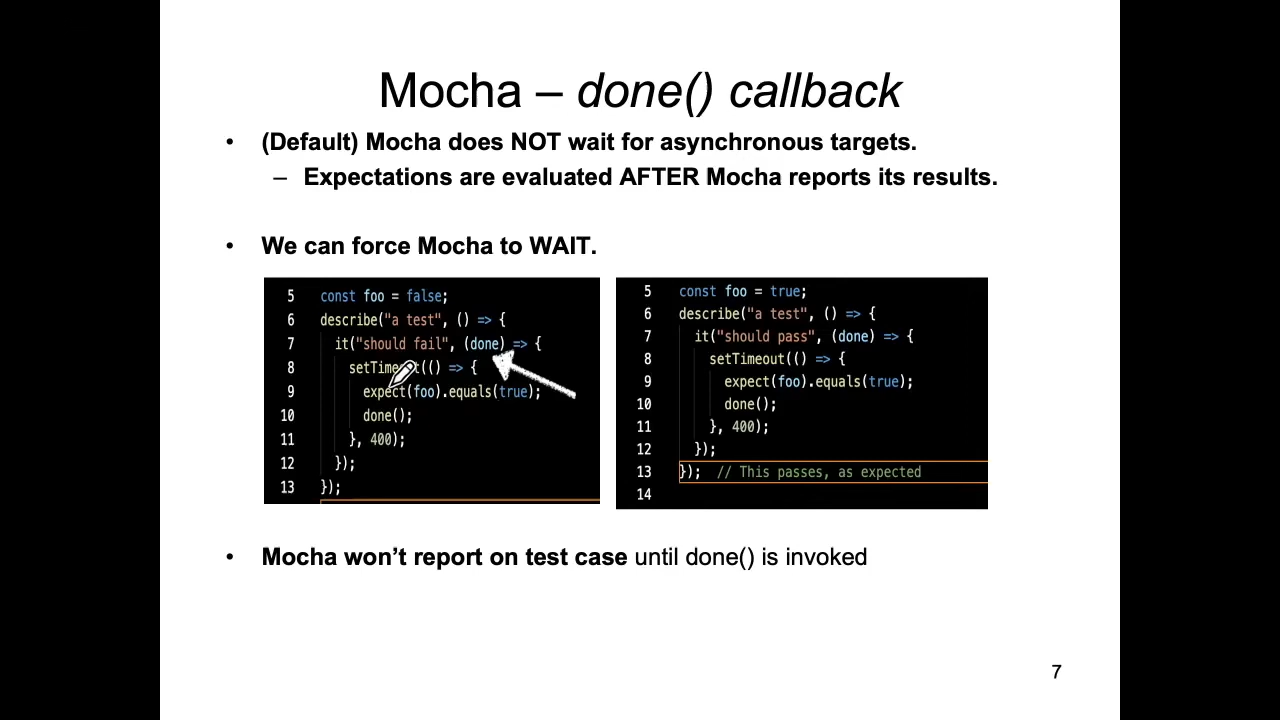 Mocha – done() callback
• (Default) Mocha does NOT wait for asynchronous targets.
– Expectations are evaluated AFTER Mocha reports its results.
• We can force Mocha to WAIT.
5 const foo = false;
6 describe("a test", () => {
7 it("should fail", (done) => {
8 (() => {
9 expect(foo).equals(true);
10 done();
11 }, 400);
12 });
13 });
5 const foo = true;
6 describe("a test", () => {
7 it("should pass", (done) => {
8 setTimeout(() => {
9 expect(foo).equals(true);
10 done();
11 }, 400);
12 });
13 }); // This passes, as expected
14
• Mocha won’t report on test case until done() is invoked
7